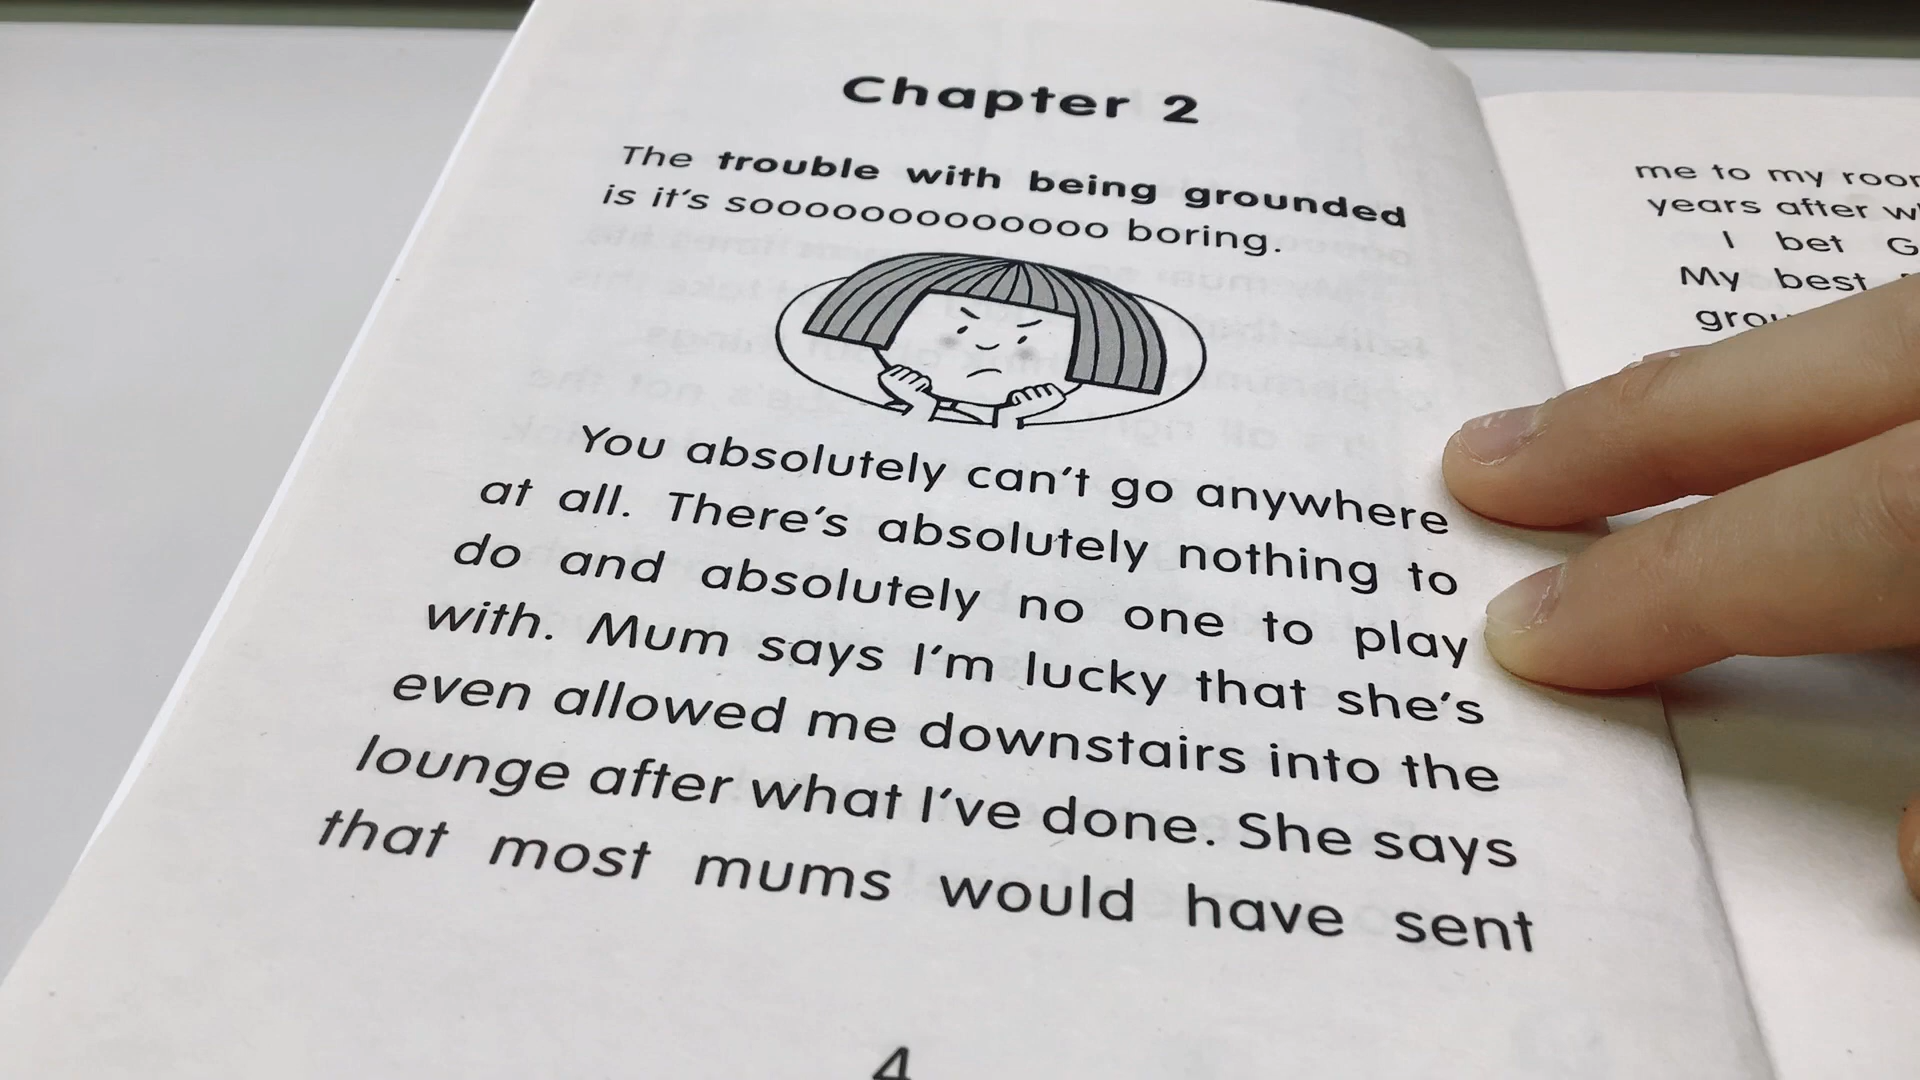 Chapter 2
The trouble with being grounded
is it's sooooooooooooo boring.
You absolutely can't go anywhere
at all. There's absolutely nothing to
do and absolutely no one to play
with. Mum says I'm lucky that she's
even allowed me downstairs into the
lounge after what I've done. She says
that most mums would have sent
4
me to my
years after
I bet
My best